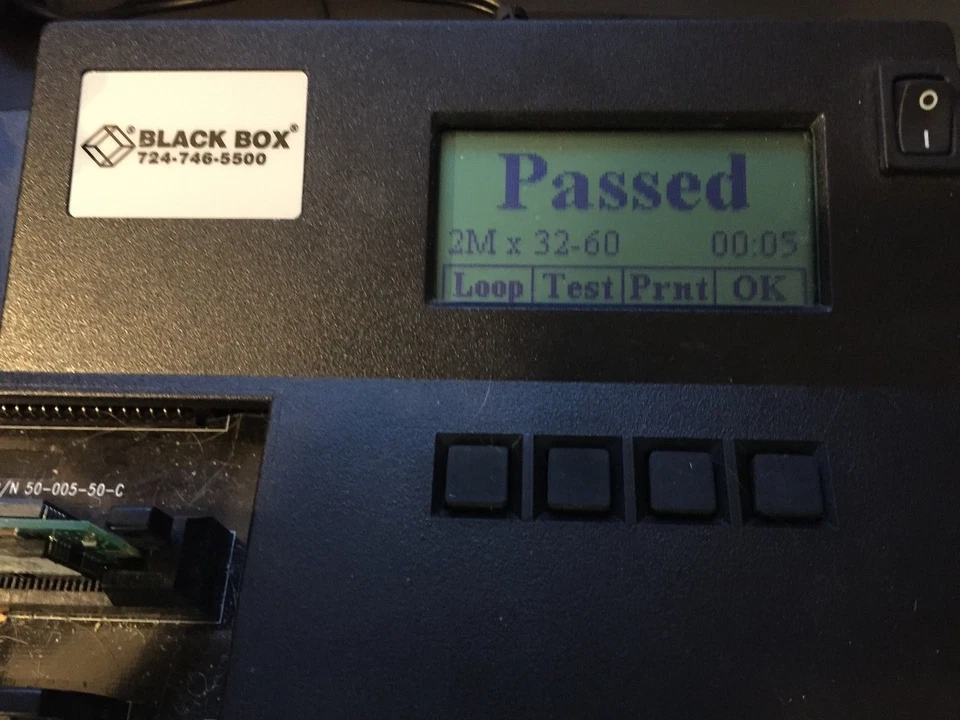 ® BLACK BOX®
724-746-5500
Passed
2M x 32-60 00:05
Loop Test Prnt OK
O
I
/N 50-005-50-C